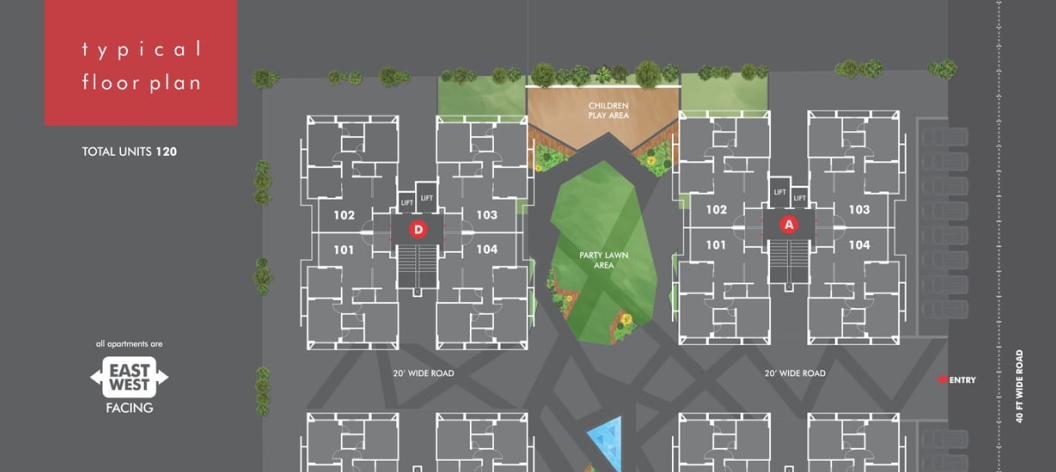 typical
floor plan
TOTAL UNITS 120
CHILDREN
PLAY AREA
LIFT
LIFT
102
103
D
101
104
LIFT
LIFT
102
103
A
101
104
PARTY LAWN
AREA
all apartments are
EAST
WEST
FACING
20' WIDE ROAD
20' WIDE ROAD
ENTRY
40 FT WIDE ROAD